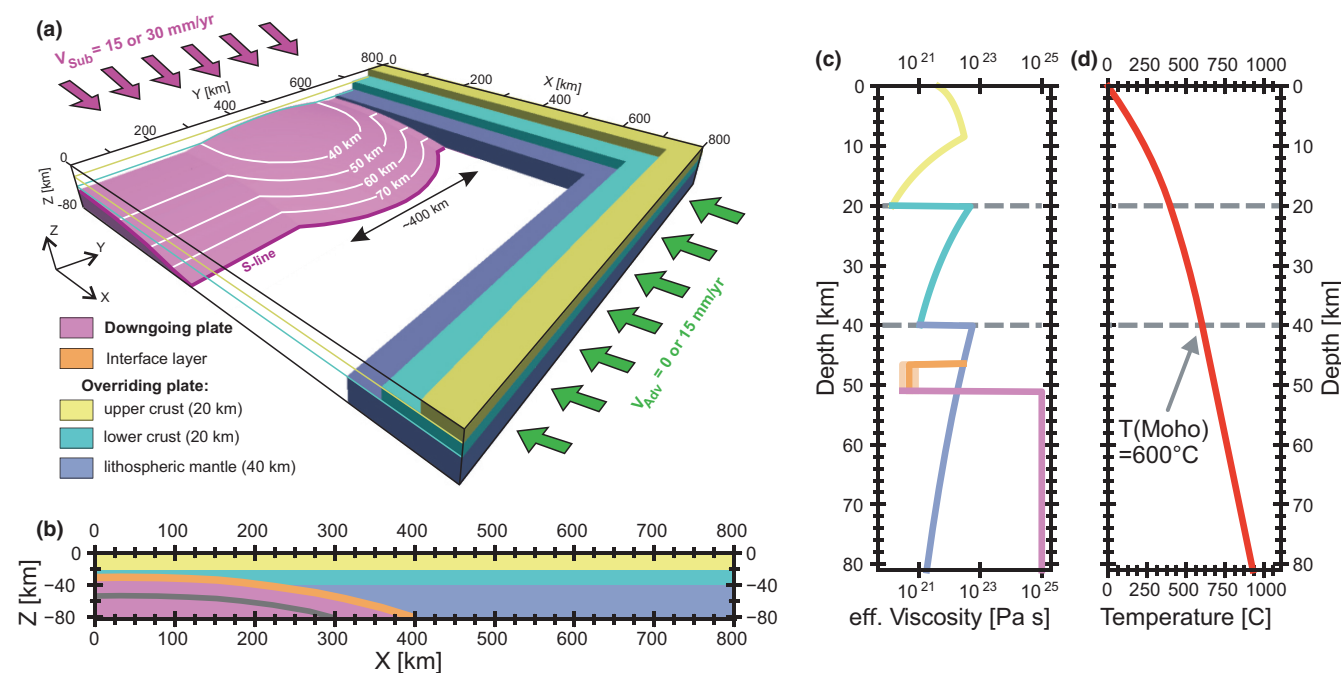 (a)
V_Sub = 15 or 30 mm/yr
Y [km]
X [km]
0
200
400
600
800
0
200
400
600
800
Z [km]
0
-80
40 km
50 km
60 km
70 km
~400 km
S-line
Z
Y
X
V_Adv = 0 or 15 mm/yr
Downgoing plate
Interface layer
Overriding plate:
upper crust (20 km)
lower crust (20 km)
lithospheric mantle (40 km)
(b)
0 100 200 300 400 500 600 700 800
Z [km]
0
−40
−80
0
−40
−80
0 100 200 300 400 500 600 700 800
X [km]
(c)
10^21 10^23 10^25
Depth [km]
0
10
20
30
40
50
60
70
80
10^21 10^23 10^25
eff. Viscosity [Pa s]
(d)
0 250 500 750 1000
0
10
20
30
40
50
60
70
80
Depth [km]
T(Moho)
=600°C
0 250 500 750 1000
Temperature [C]